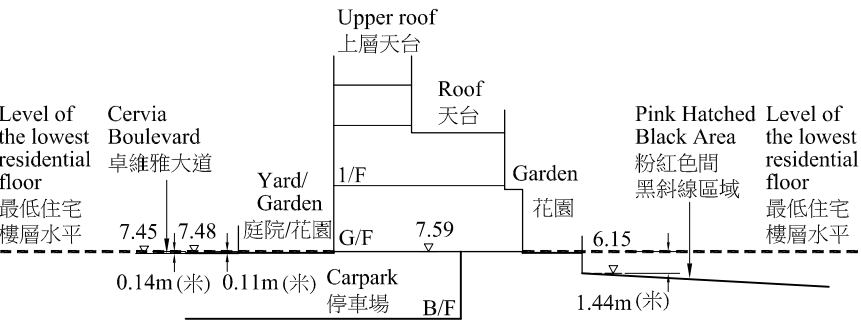 Upper roof
上層天台
Roof
天台
Level of
the lowest
residential
floor
最低住宅
樓層水平
Cervia
Boulevard
卓維雅大道
Yard/
Garden
庭院/花園
1/F
Garden
花園
Pink Hatched
Black Area
粉紅色間
黑斜線區域
Level of
the lowest
residential
floor
最低住宅
樓層水平
7.45
7.48
G/F
7.59
6.15
0.14m(米)
0.11m(米)
Carpark
停車場
B/F
1.44m(米)